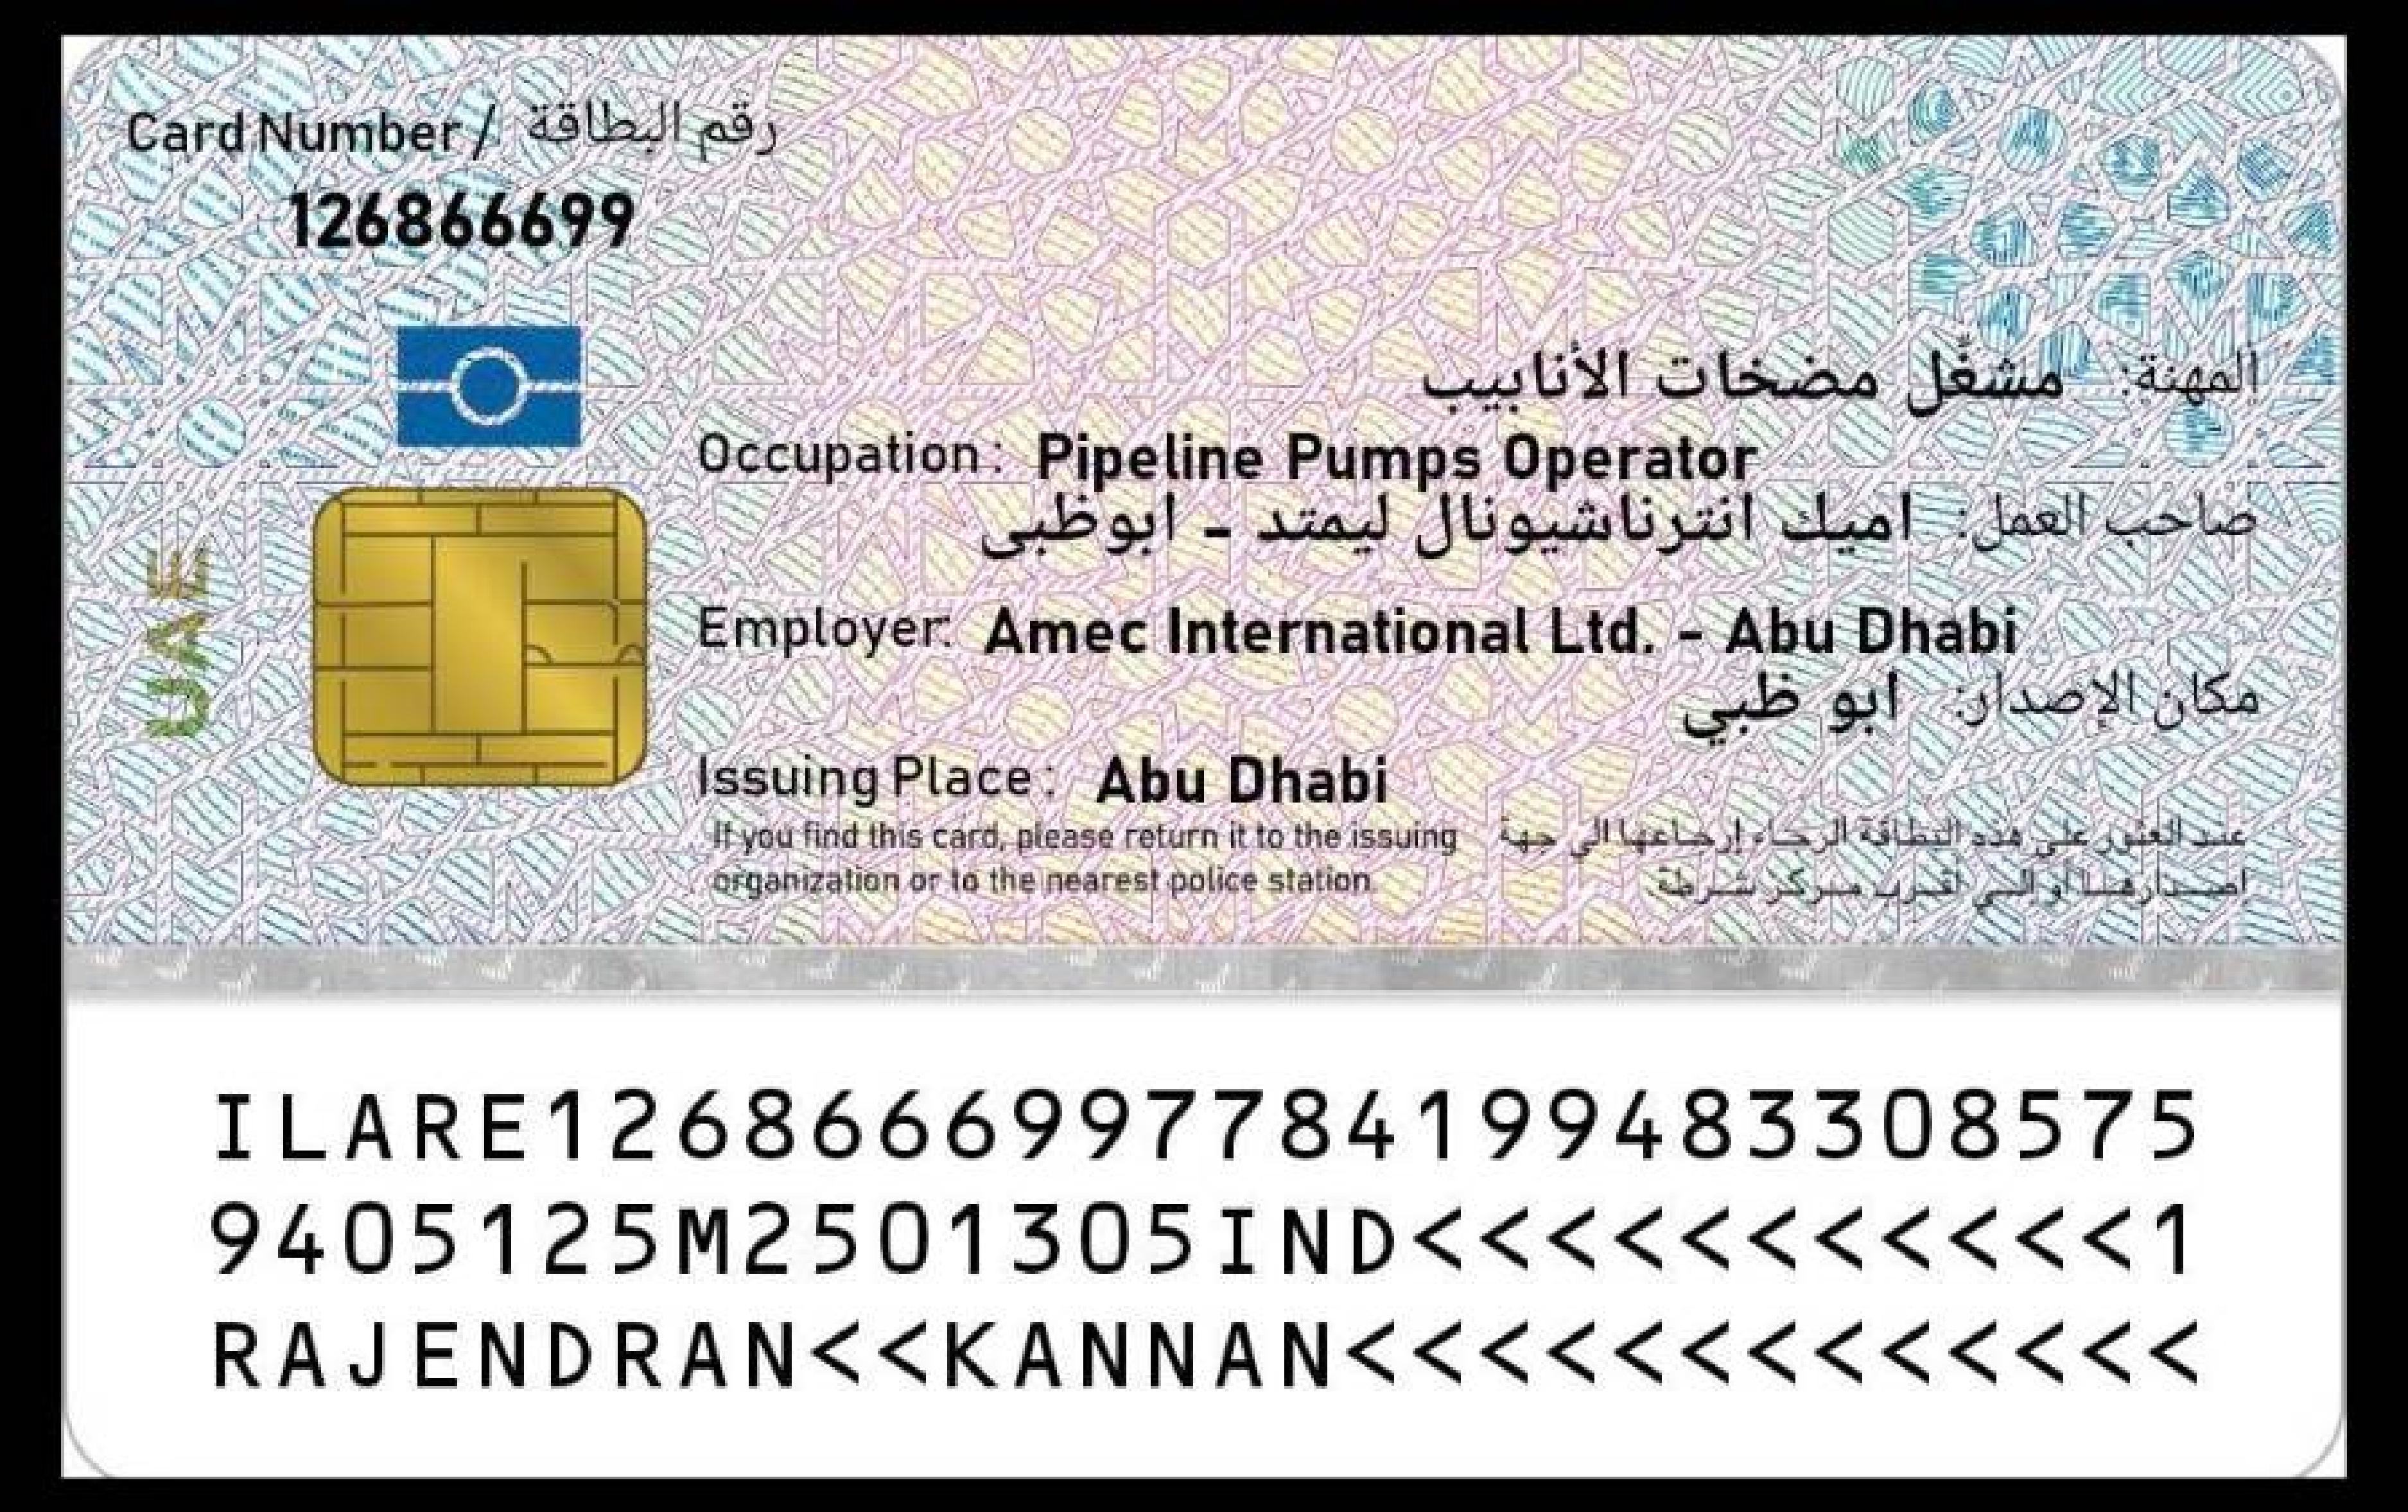 Card Number / رقم البطاقة
126866699
المهنة: مشغّل مضخات الأنابيب
Occupation: Pipeline Pumps Operator
صاحب العمل: اميك انترناشيونال ليمتد - ابوظبى
Employer: Amec International Ltd. - Abu Dhabi
مكان الإصدار: ابو ظبي
Issuing Place: Abu Dhabi
If you find this card, please return it to the issuing
organization or to the nearest police station.
عند العثور على هذه البطاقة الرجاء إرجاعها الى جهة
اصدارها او الى اقرب مركز شرطة.
UAE
ILARE1268666997784199483308575
9405125M2501305IND<<<<<<<<<<<1
RAJENDRAN<<KANNAN<<<<<<<<<<<<<